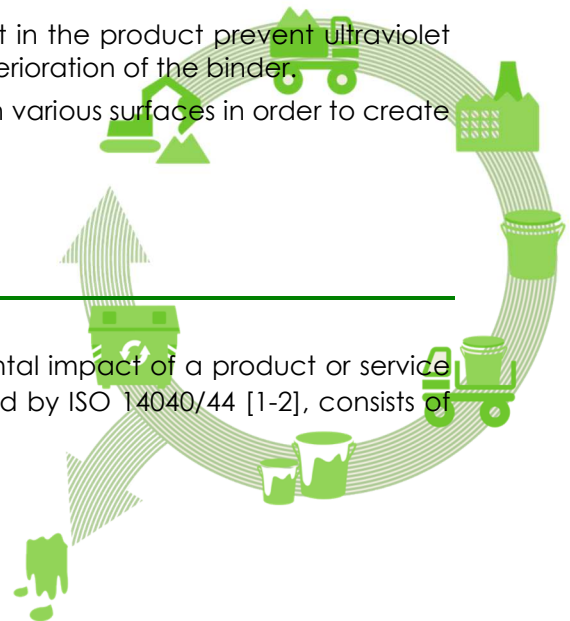 t in the product prevent ultraviolet
erioration of the binder.
n various surfaces in order to create
ntal impact of a product or service
d by ISO 14040/44 [1-2], consists of